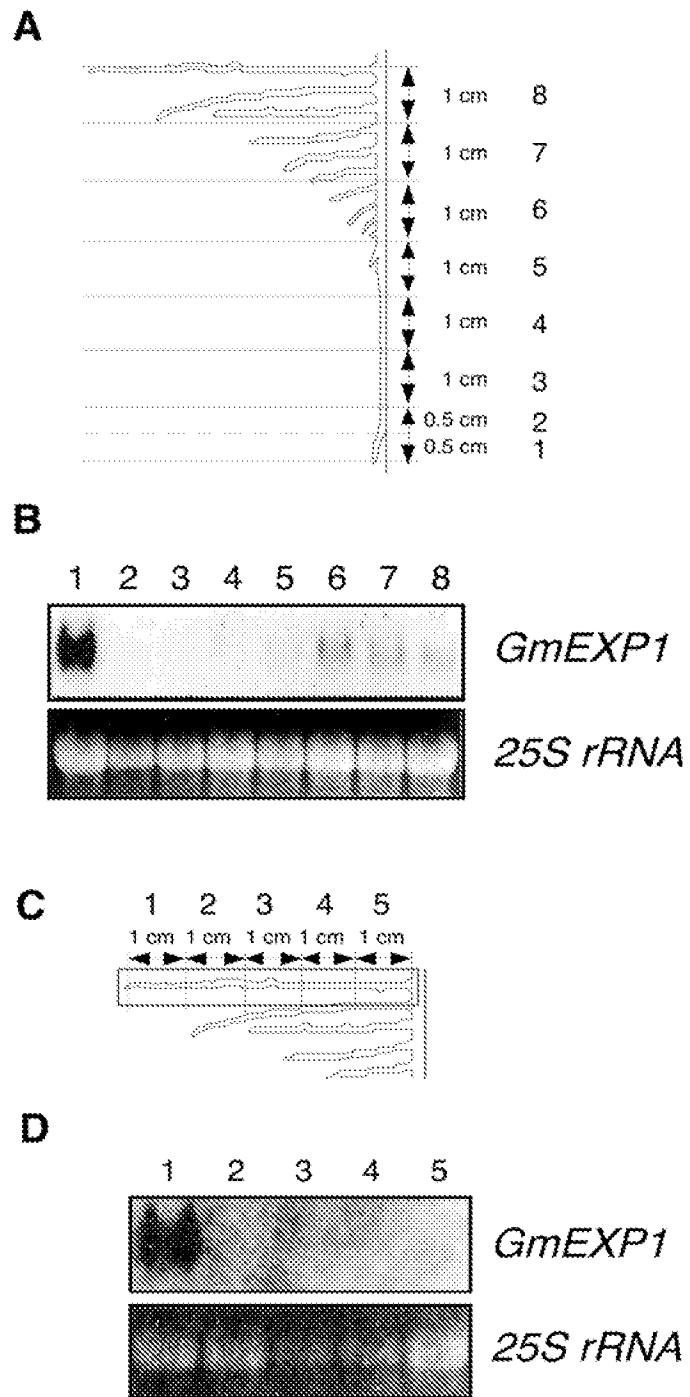 A
1 cm 8
1 cm 7
1 cm 6
1 cm 5
1 cm 4
1 cm 3
0.5 cm 2
0.5 cm 1
B
1 2 3 4 5 6 7 8
GmEXP1
25S rRNA
C
1 2 3 4 5
1 cm 1 cm 1 cm 1 cm 1 cm
D
1 2 3 4 5
GmEXP1
25S rRNA